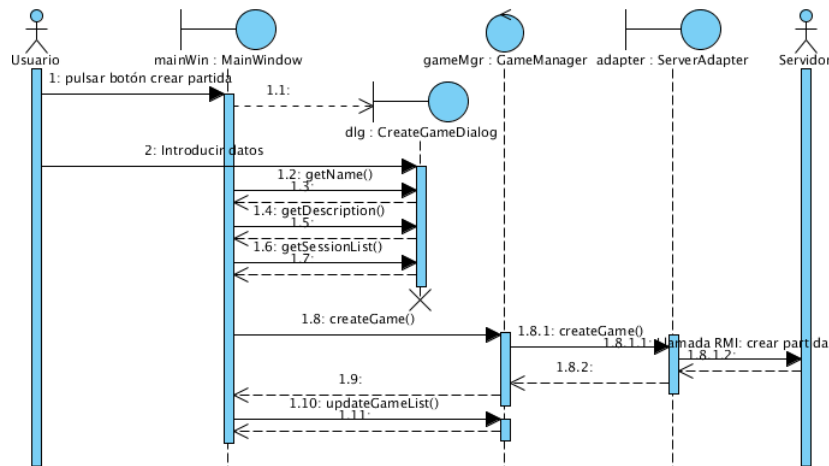 Usuario
mainWin : MainWindow
gameMgr : GameManager
adapter : ServerAdapter
Servidor
1: pulsar botón crear partida
1.1:
dlg : CreateGameDialog
2: Introducir datos
1.2: getName()
1.3:
1.4: getDescription()
1.5:
1.6: getSessionList()
1.7:
1.8: createGame()
1.8.1: createGame()
1.8.1.1: Llamada RMI: crear partida
1.8.1.2:
1.8.2:
1.9:
1.10: updateGameList()
1.11: